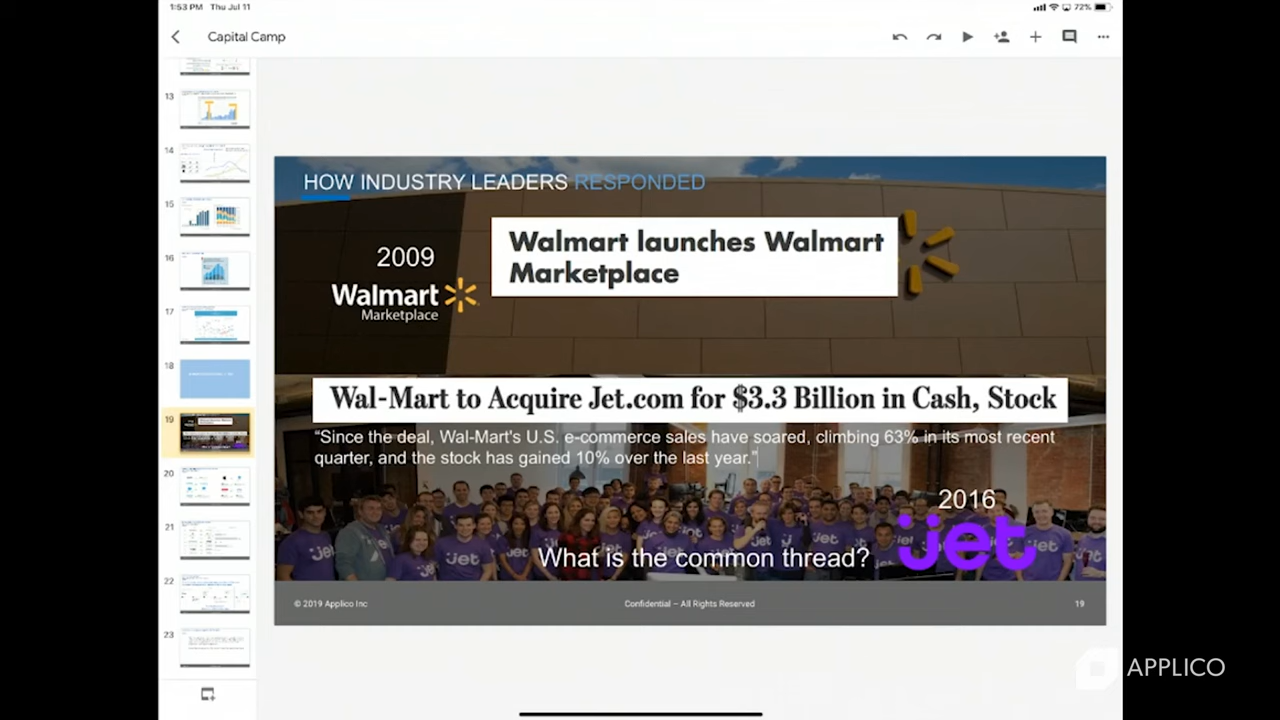 1:53 PM Thu Jul 11
72%
Capital Camp
13
14
15
16
17
18
19
20
21
22
23
HOW INDUSTRY LEADERS RESPONDED
2009
Walmart
Marketplace
Walmart launches Walmart
Marketplace
Wal-Mart to Acquire Jet.com for $3.3 Billion in Cash, Stock
“Since the deal, Wal-Mart's U.S. e-commerce sales have soared, climbing 63% in its most recent
quarter, and the stock has gained 10% over the last year.”
2016
jet
What is the common thread?
© 2019 Applico Inc
Confidential – All Rights Reserved
19
APPLICO